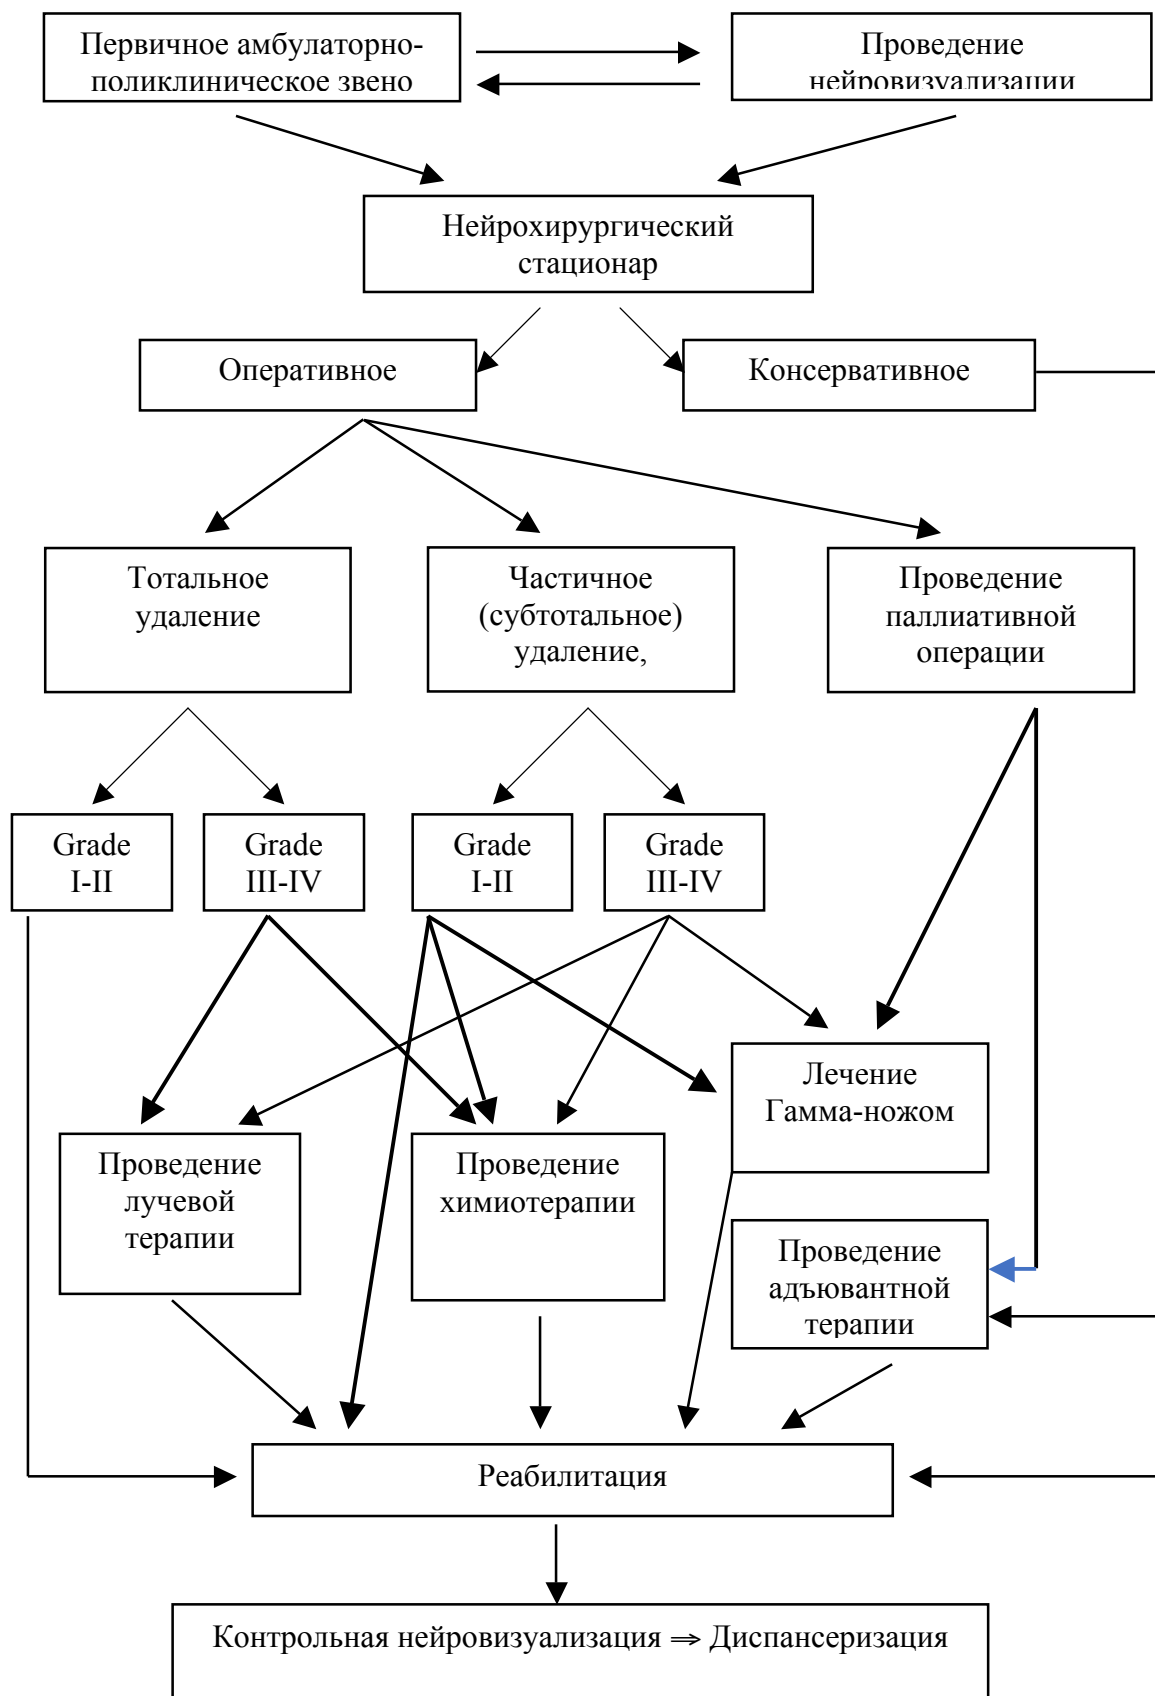 Первичное амбулаторно-
поликлиническое звено
Проведение
нейровизуализации
Нейрохирургический
стационар
Оперативное
Консервативное
Тотальное
удаление
Частичное
(субтотальное)
удаление,
Проведение
паллиативной
операции
Grade
I-II
Grade
III-IV
Grade
I-II
Grade
III-IV
Лечение
Гамма-ножом
Проведение
лучевой
терапии
Проведение
химиотерапии
Проведение
адъювантной
терапии
Реабилитация
Контрольная нейровизуализация ⇒ Диспансеризация